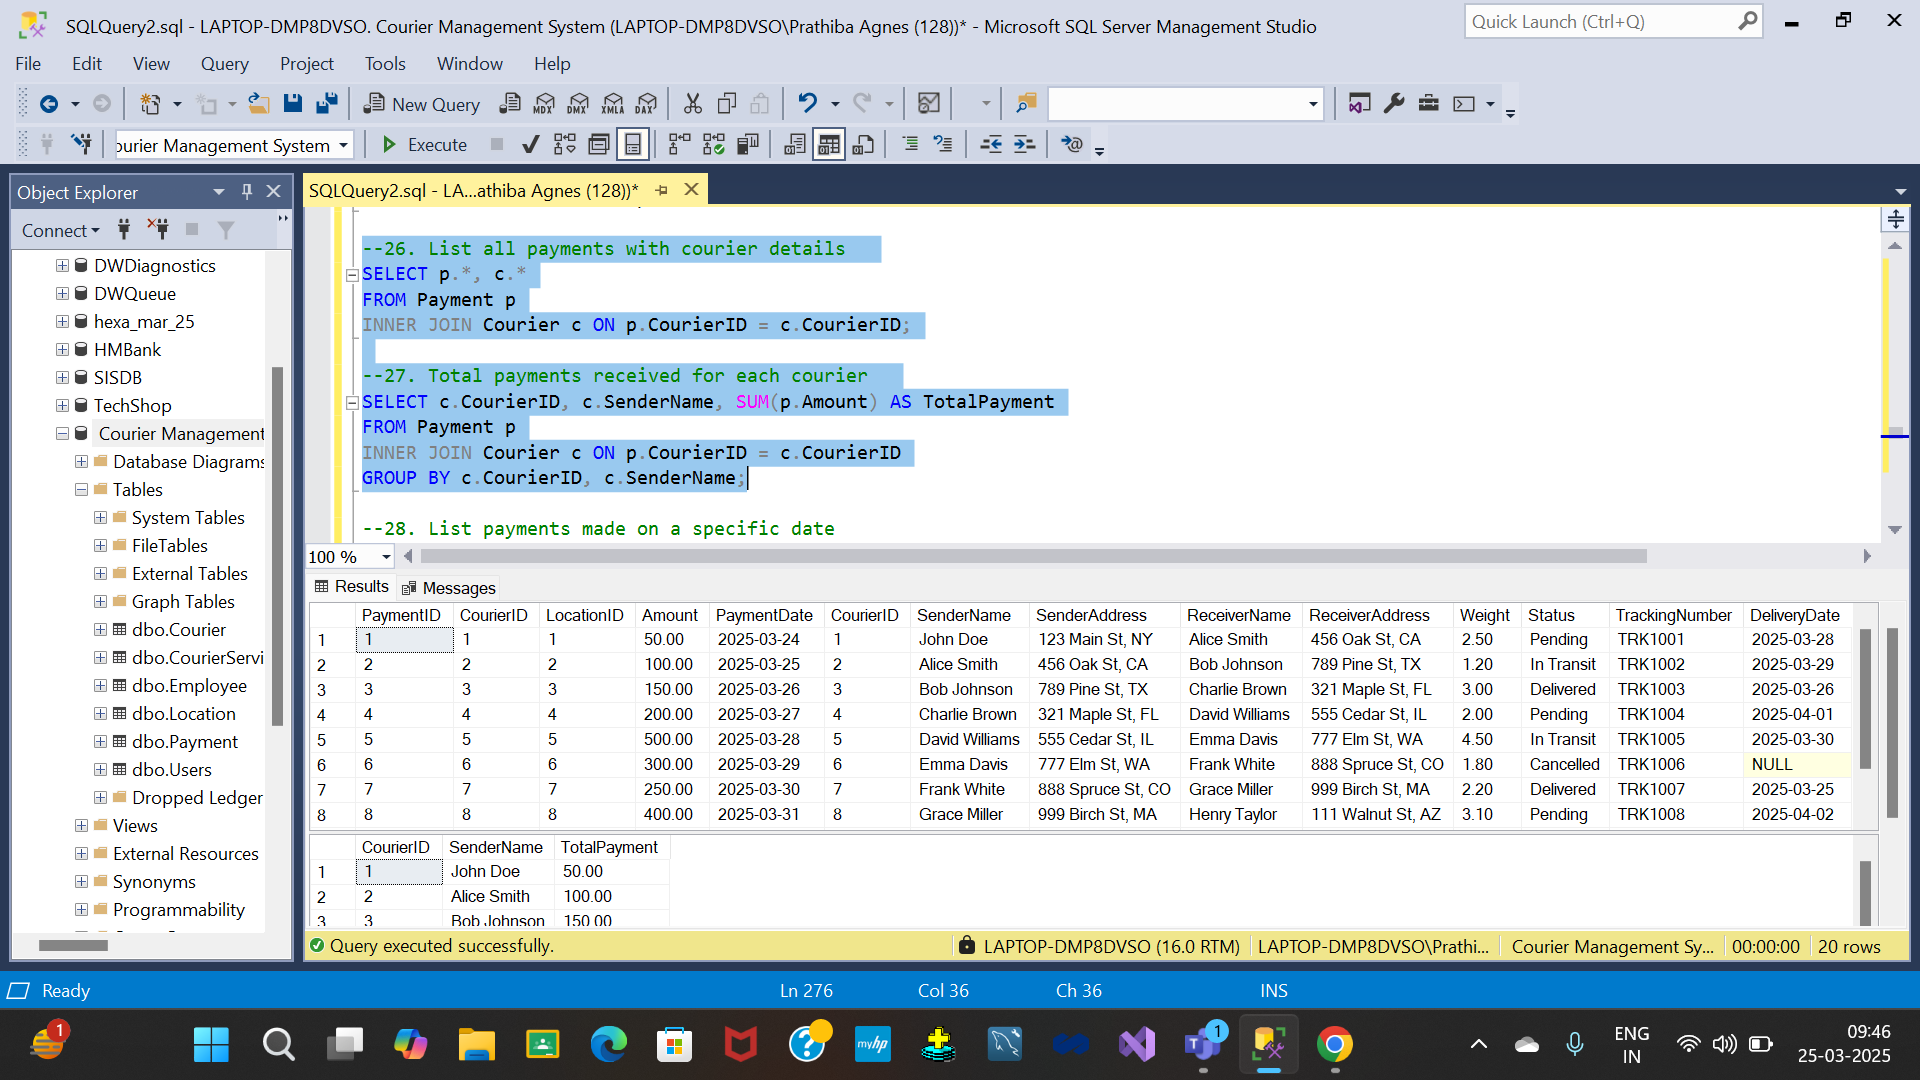 SQLQuery2.sql - LAPTOP-DMP8DVSO. Courier Management System (LAPTOP-DMP8DVSO\Prathiba Agnes (128))* - Microsoft SQL Server Management Studio
Quick Launch (Ctrl+Q)
File Edit View Query Project Tools Window Help
New Query MDX DMX XMLA DAX
ourier Management System Execute
Object Explorer
Connect
DWDiagnostics
DWQueue
hexa_mar_25
HMBank
SISDB
TechShop
Courier Management
Database Diagrams
Tables
System Tables
FileTables
External Tables
Graph Tables
dbo.Courier
dbo.CourierServi
dbo.Employee
dbo.Location
dbo.Payment
dbo.Users
Dropped Ledger
Views
External Resources
Synonyms
Programmability
SQLQuery2.sql - LA...athiba Agnes (128))*
--26. List all payments with courier details
SELECT p.*, c.*
FROM Payment p
INNER JOIN Courier c ON p.CourierID = c.CourierID;
--27. Total payments received for each courier
SELECT c.CourierID, c.SenderName, SUM(p.Amount) AS TotalPayment
FROM Payment p
INNER JOIN Courier c ON p.CourierID = c.CourierID
GROUP BY c.CourierID, c.SenderName;
--28. List payments made on a specific date
100 %
Results Messages
PaymentID CourierID LocationID Amount PaymentDate CourierID SenderName SenderAddress ReceiverName ReceiverAddress Weight Status TrackingNumber DeliveryDate
1 1 1 1 50.00 2025-03-24 1 John Doe 123 Main St, NY Alice Smith 456 Oak St, CA 2.50 Pending TRK1001 2025-03-28
2 2 2 2 100.00 2025-03-25 2 Alice Smith 456 Oak St, CA Bob Johnson 789 Pine St, TX 1.20 In Transit TRK1002 2025-03-29
3 3 3 3 150.00 2025-03-26 3 Bob Johnson 789 Pine St, TX Charlie Brown 321 Maple St, FL 3.00 Delivered TRK1003 2025-03-26
4 4 4 4 200.00 2025-03-27 4 Charlie Brown 321 Maple St, FL David Williams 555 Cedar St, IL 2.00 Pending TRK1004 2025-04-01
5 5 5 5 500.00 2025-03-28 5 David Williams 555 Cedar St, IL Emma Davis 777 Elm St, WA 4.50 In Transit TRK1005 2025-03-30
6 6 6 6 300.00 2025-03-29 6 Emma Davis 777 Elm St, WA Frank White 888 Spruce St, CO 1.80 Cancelled TRK1006 NULL
7 7 7 7 250.00 2025-03-30 7 Frank White 888 Spruce St, CO Grace Miller 999 Birch St, MA 2.20 Delivered TRK1007 2025-03-25
8 8 8 8 400.00 2025-03-31 8 Grace Miller 999 Birch St, MA Henry Taylor 111 Walnut St, AZ 3.10 Pending TRK1008 2025-04-02
CourierID SenderName TotalPayment
1 1 John Doe 50.00
2 2 Alice Smith 100.00
3 3 Bob Johnson 150.00
Query executed successfully. LAPTOP-DMP8DVSO (16.0 RTM) LAPTOP-DMP8DVSO\Prathi... Courier Management Sy... 00:00:00 20 rows
Ready Ln 276 Col 36 Ch 36 INS
1 myhp 1
ENG
IN
09:46
25-03-2025